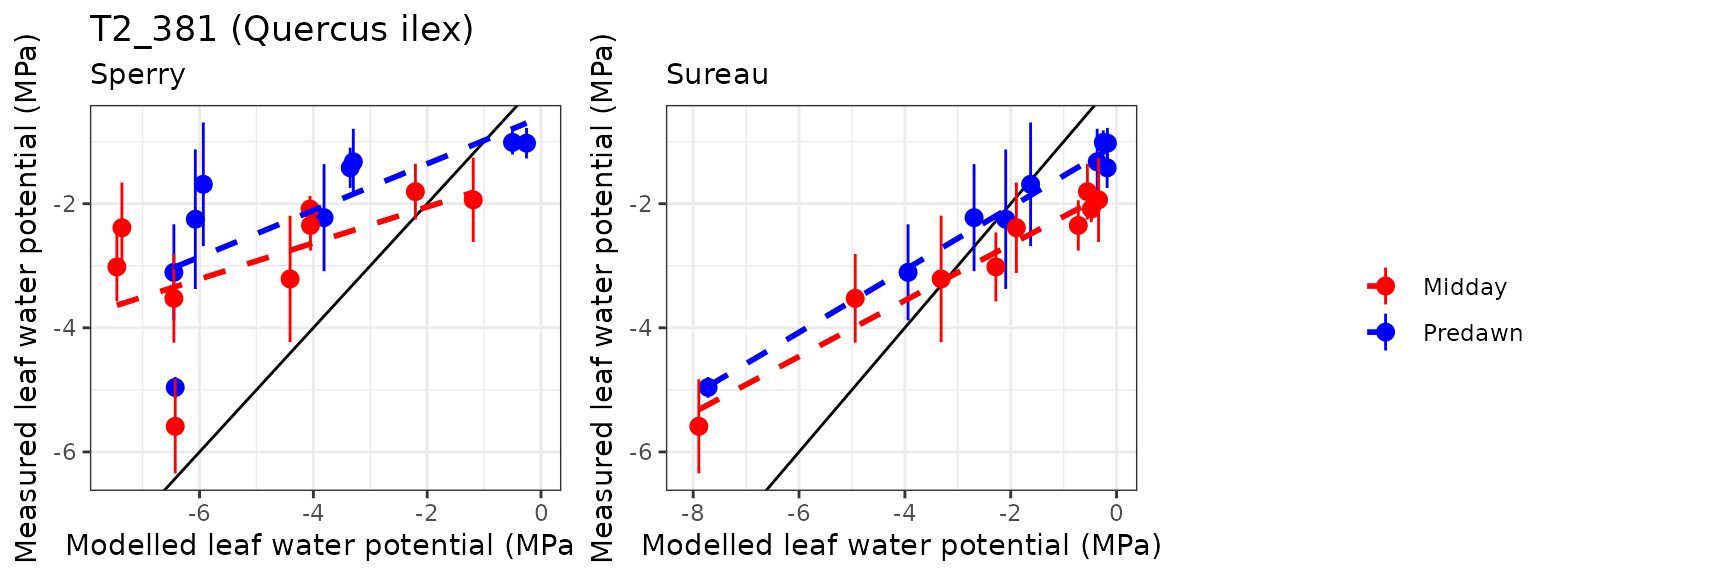 T2_381 (Quercus ilex)
Sperry
Measured leaf water potential (MPa)
-2
-4
-6
-6
-4
-2
0
Modelled leaf water potential (MPa
Sureau
Measured leaf water potential (MPa)
-2
-4
-6
-8
-6
-4
-2
0
Modelled leaf water potential (MPa)
Midday
Predawn